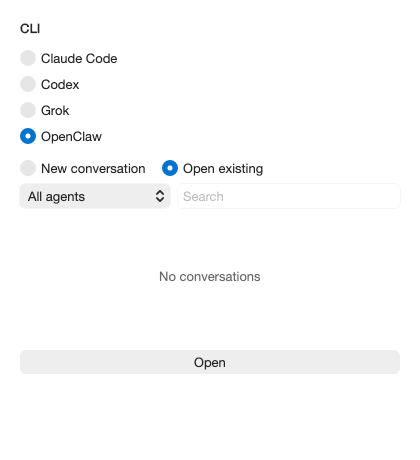 CLI
Claude Code
Codex
Grok
OpenClaw
New conversation Open existing
All agents Search
No conversations
Open